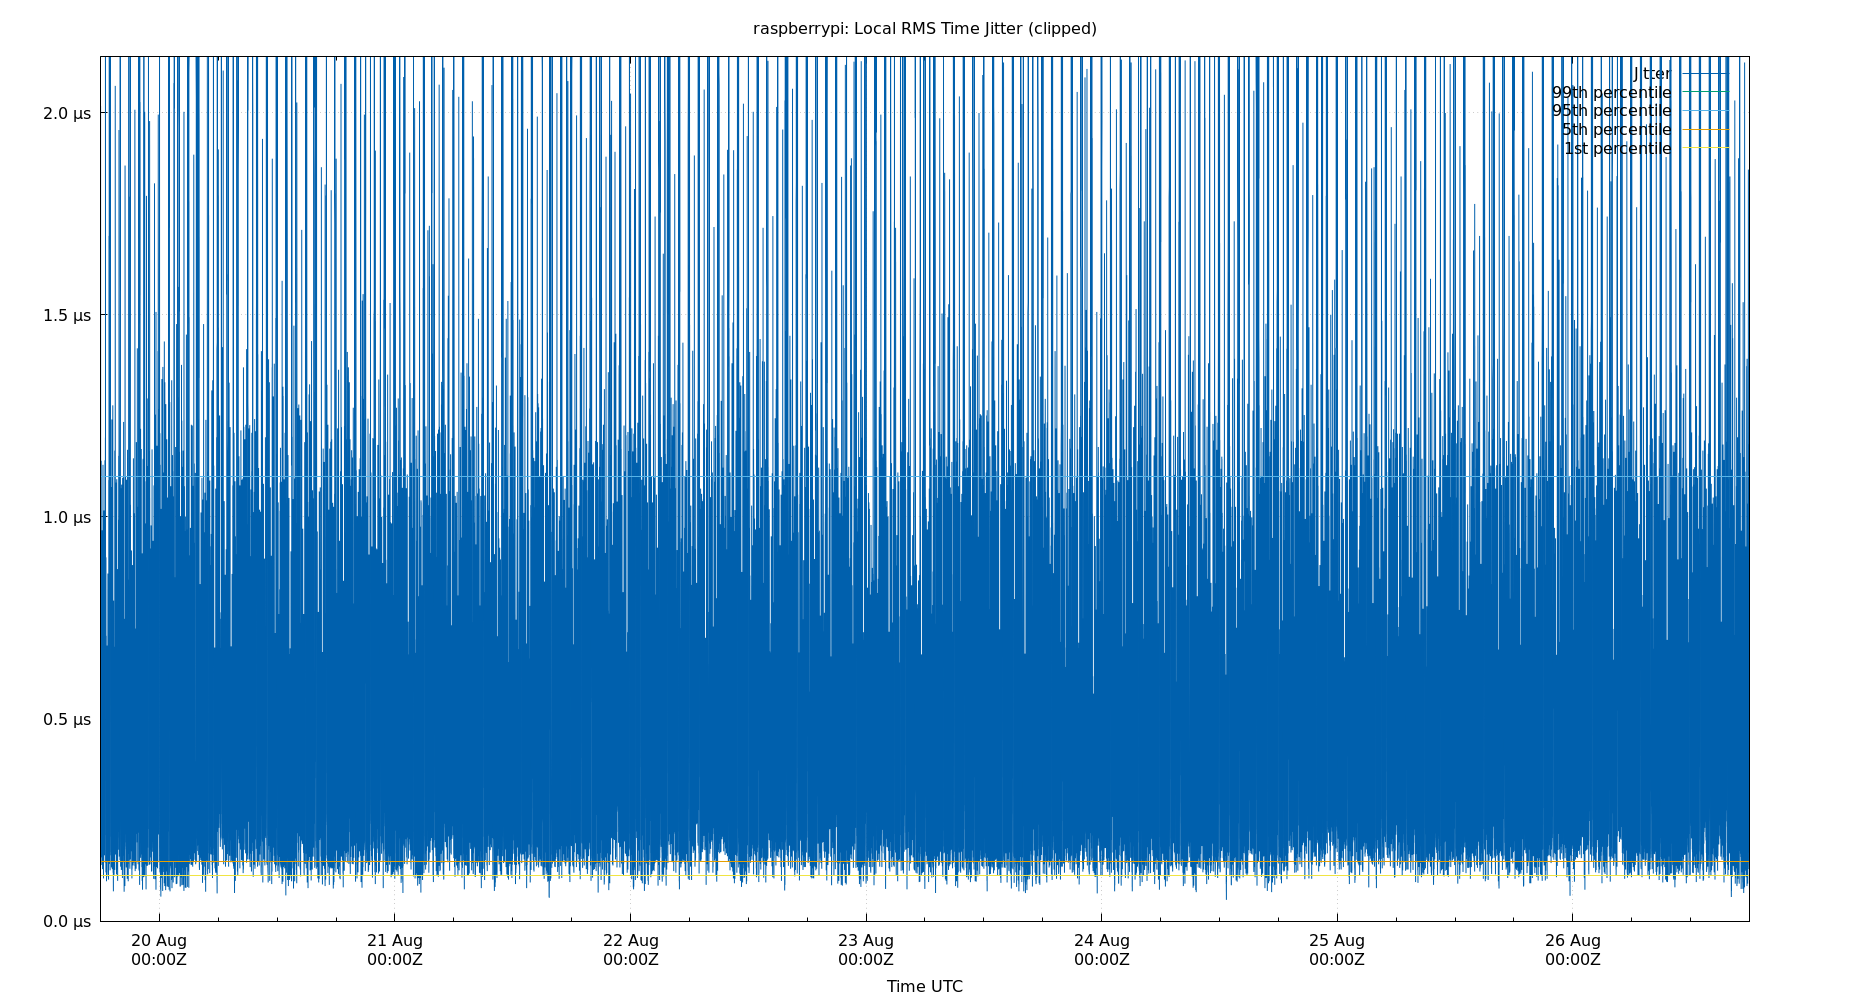 raspberrypi: Local RMS Time Jitter (clipped)
Jitter
99th percentile
95th percentile
5th percentile
1st percentile
2.0 µs
1.5 µs
1.0 µs
0.5 µs
0.0 µs
20 Aug 21 Aug 22 Aug 23 Aug 24 Aug 25 Aug 26 Aug
00:00Z 00:00Z 00:00Z 00:00Z 00:00Z 00:00Z 00:00Z
Time UTC